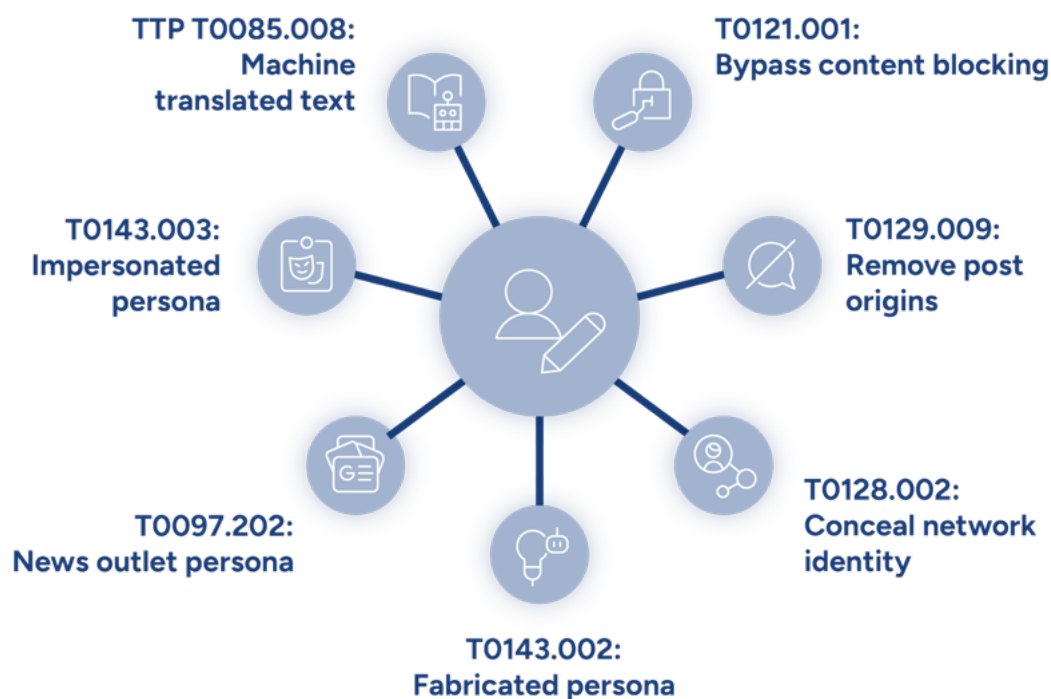 TTP T0085.008:
Machine
translated text
T0121.001:
Bypass content blocking
T0143.003:
Impersonated
persona
T0129.009:
Remove post
origins
T0097.202:
News outlet persona
T0128.002:
Conceal network
identity
T0143.002:
Fabricated persona
G